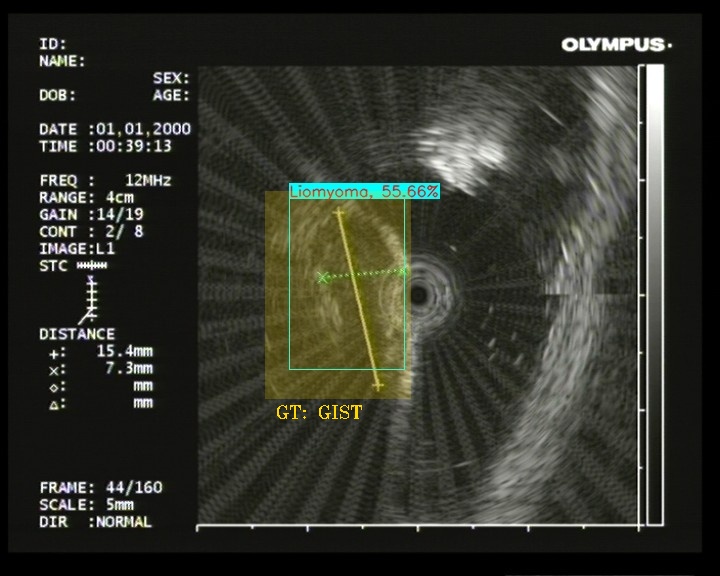 ID:
NAME:
SEX:
DOB: AGE:
DATE :01,01,2000
TIME :00:39:13
FREQ : 12MHz
RANGE: 4cm
GAIN :14/19
CONT : 2/ 8
IMAGE:L1
STC
DISTANCE
+: 15.4mm
×: 7.3mm
◇: mm
△: mm
FRAME: 44/160
SCALE: 5mm
DIR :NORMAL
OLYMPUS
Liomyoma, 55.66%
GT: GIST